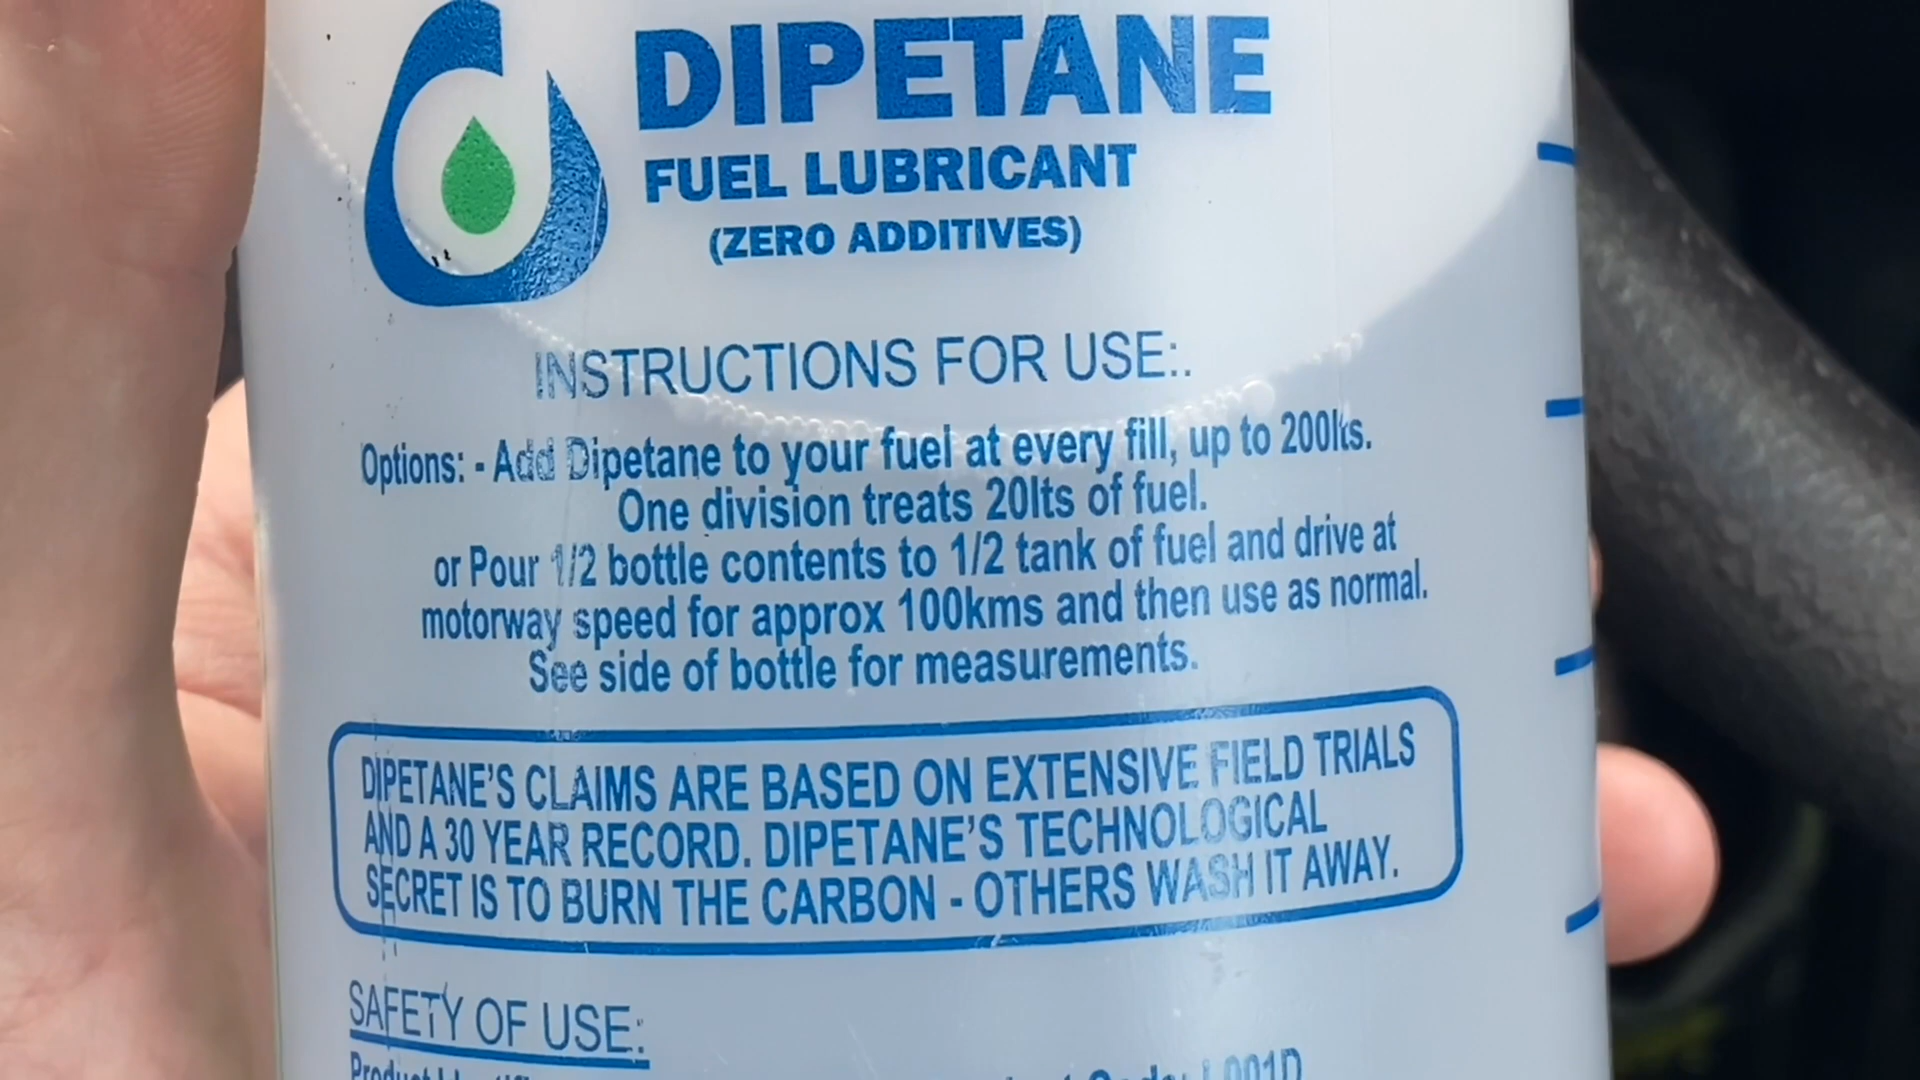 DIPETANE
FUEL LUBRICANT
(ZERO ADDITIVES)
INSTRUCTIONS FOR USE:.
Options: - Add Dipetane to your fuel at every fill, up to 200lts.
One division treats 20lts of fuel.
or Pour 1/2 bottle contents to 1/2 tank of fuel and drive at
motorway speed for approx 100kms and then use as normal.
See side of bottle for measurements.
DIPETANE'S CLAIMS ARE BASED ON EXTENSIVE FIELD TRIALS
AND A 30 YEAR RECORD. DIPETANE'S TECHNOLOGICAL
SECRET IS TO BURN THE CARBON - OTHERS WASH IT AWAY.
SAFETY OF USE:
Product Code: L001D